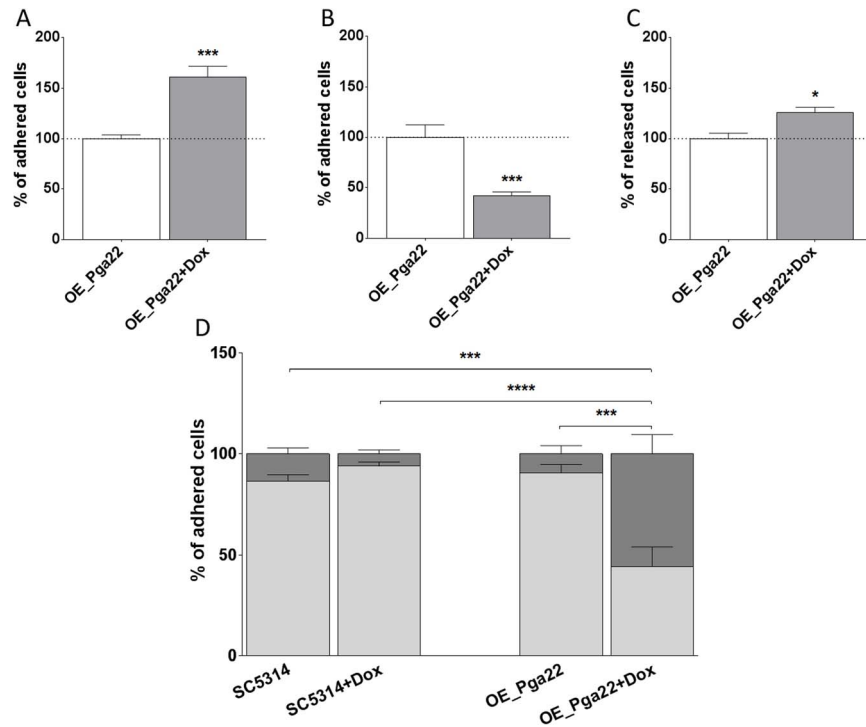 A
% of adhered cells
200
150
100
50
0
***
OE_Pga22
OE_Pga22+Dox
B
% of adhered cells
200
150
100
50
0
***
OE_Pga22
OE_Pga22+Dox
C
% of released cells
200
150
100
50
0
*
OE_Pga22
OE_Pga22+Dox
D
% of adhered cells
150
100
50
0
***
****
***
SC5314
SC5314+Dox
OE_Pga22
OE_Pga22+Dox